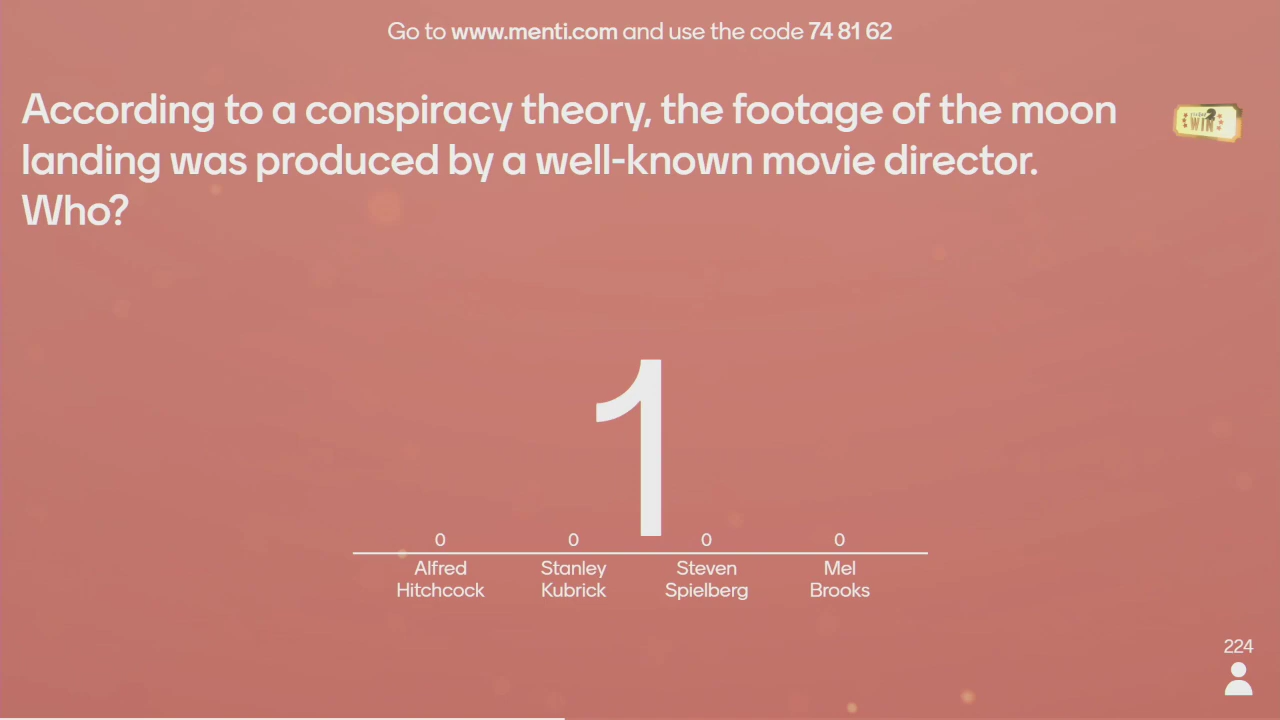 Go to www.menti.com and use the code 74 81 62
According to a conspiracy theory, the footage of the moon
landing was produced by a well-known movie director.
Who?
WIN
1
0 0 0 0
Alfred Stanley Steven Mel
Hitchcock Kubrick Spielberg Brooks
224